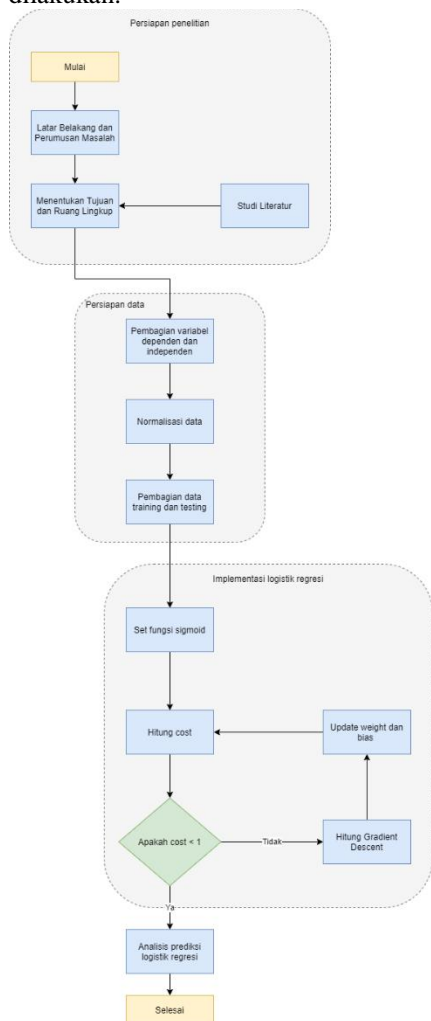 dilakukan.
Persiapan penelitian
Mulai
Latar Belakang dan
Perumusan Masalah
Menentukan Tujuan
dan Ruang Lingkup
Studi Literatur
Persiapan data
Pembagian variabel
dependen dan
independen
Normalisasi data
Pembagian data
training dan testing
Implementasi logistik regresi
Set fungsi sigmoid
Hitung cost
Update weight dan
bias
Apakah cost < 1
Tidak
Hitung Gradient
Descent
Ya
Analisis prediksi
logistik regresi
Selesai